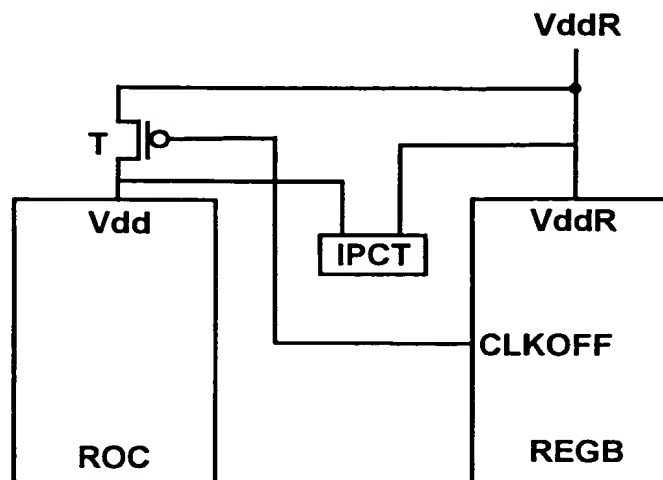 VddR
T
Vdd
VddR
IPCT
CLKOFF
ROC
REGB